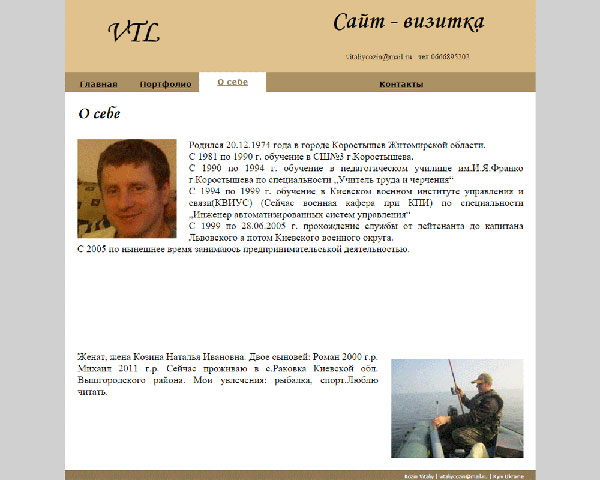 VTL
Сайт - визитка
vitaliycozin@mail.ru тел 0666895303
Главная Портфолио О себе Контакты
О себе
Родился 20.12.1974 года в городе Коростышев Житомирской области.
С 1981 по 1990 г. обучение в СШ№3 г.Коростышева.
С 1990 по 1994 г. обучение в педагогическом училище им.И.Я.Франко
г.Коростышева по специальности „Учитель труда и черчения“
С 1994 по 1999 г. обучение в Киевском военном институте управления и
связи(КВИУС) (Сейчас военная кафера при КПИ) по специальности
„Инженер автоматизированных систем управления“
С 1999 по 28.06.2005 г. прохождение службы от лейтенанта до капитана
Львовского а потом Киевского военного округа.
С 2005 по нынешнее время занимаюсь предпринимательськой деятельностью.
Женат, жена Козина Наталья Ивановна. Двое сыновей: Роман 2000 г.р.
Михаил 2011 г.р. Сейчас проживаю в с.Раковка Киевской обл.
Вышгородского района. Мои увлечения: рыбалка, спорт.Люблю
читать.
Kozin Vitaliy | vitaliycozin@mail.ru | Kyiv Ukraine